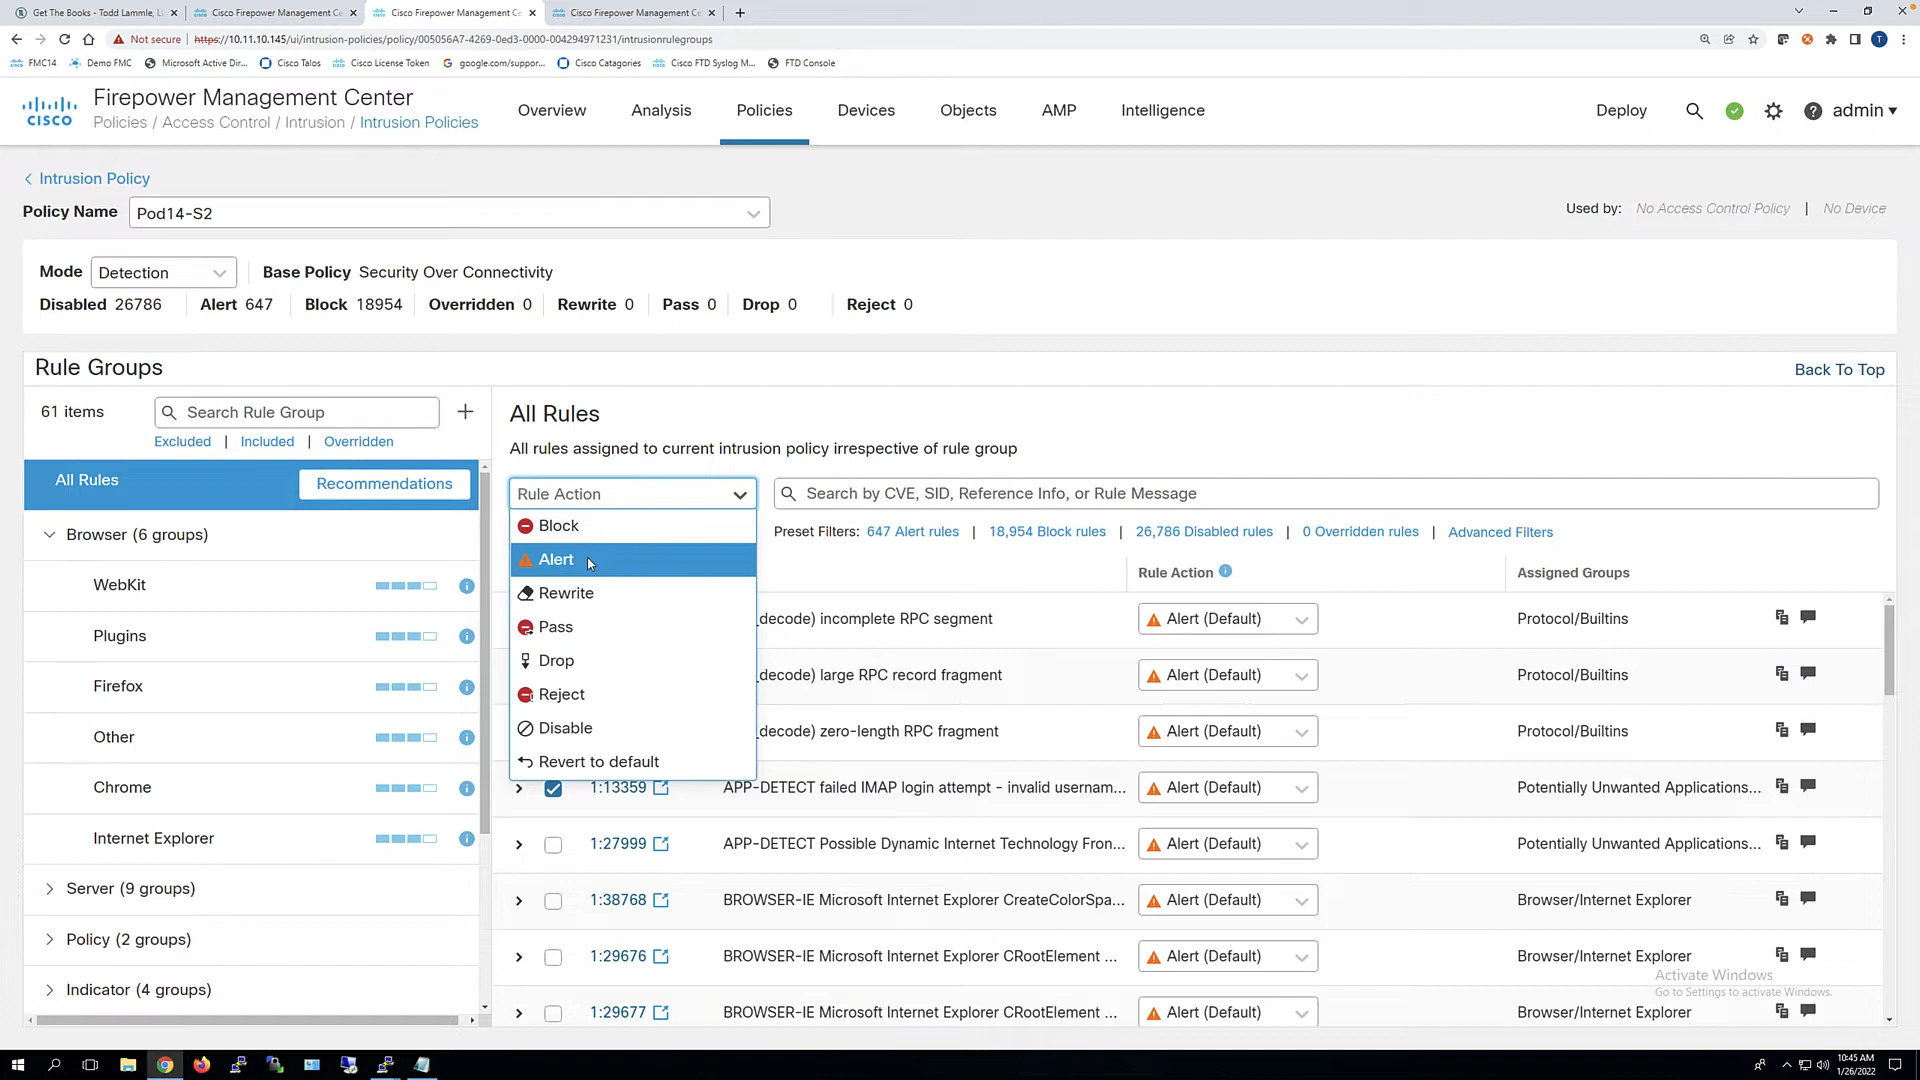 Get The Books - Todd Lammle, L
Cisco Firepower Management Ce
Cisco Firepower Management Ce
Cisco Firepower Management Ce
Not secure | https://10.11.10.145/ui/intrusion-policies/policy/005056A7-4269-0ed3-0000-004294971231/intrusionrulegroups
FMC14 Demo FMC Microsoft Active Dir... Cisco Talos Cisco License Token google.com/suppor... Cisco Catagories Cisco FTD Syslog M... FTD Console
CISCO
Firepower Management Center
Policies / Access Control / Intrusion / Intrusion Policies
Overview Analysis Policies Devices Objects AMP Intelligence
Deploy admin
Intrusion Policy
Policy Name Pod14-S2
Used by: No Access Control Policy | No Device
Mode Detection Base Policy Security Over Connectivity
Disabled 26786 Alert 647 Block 18954 Overridden 0 Rewrite 0 Pass 0 Drop 0 Reject 0
Rule Groups
Back To Top
61 items Search Rule Group
Excluded | Included | Overridden
All Rules Recommendations
Browser (6 groups)
WebKit
Plugins
Firefox
Other
Chrome
Internet Explorer
Server (9 groups)
Policy (2 groups)
Indicator (4 groups)
All Rules
All rules assigned to current intrusion policy irrespective of rule group
Rule Action
Search by CVE, SID, Reference Info, or Rule Message
Block
Alert
Rewrite
Pass
Drop
Reject
Disable
Revert to default
Preset Filters: 647 Alert rules | 18,954 Block rules | 26,786 Disabled rules | 0 Overridden rules | Advanced Filters
Rule Action Assigned Groups
_decode) incomplete RPC segment Alert (Default) Protocol/Builtins
_decode) large RPC record fragment Alert (Default) Protocol/Builtins
_decode) zero-length RPC fragment Alert (Default) Protocol/Builtins
1:13359 APP-DETECT failed IMAP login attempt - invalid usernam... Alert (Default) Potentially Unwanted Applications...
1:27999 APP-DETECT Possible Dynamic Internet Technology Fron... Alert (Default) Potentially Unwanted Applications...
1:38768 BROWSER-IE Microsoft Internet Explorer CreateColorSpa... Alert (Default) Browser/Internet Explorer
1:29676 BROWSER-IE Microsoft Internet Explorer CRootElement ... Alert (Default) Browser/Internet Explorer
1:29677 BROWSER-IE Microsoft Internet Explorer CRootElement ... Alert (Default) Browser/Internet Explorer
Activate Windows
Go to Settings to activate Windows.
10:45 AM
1/26/2022